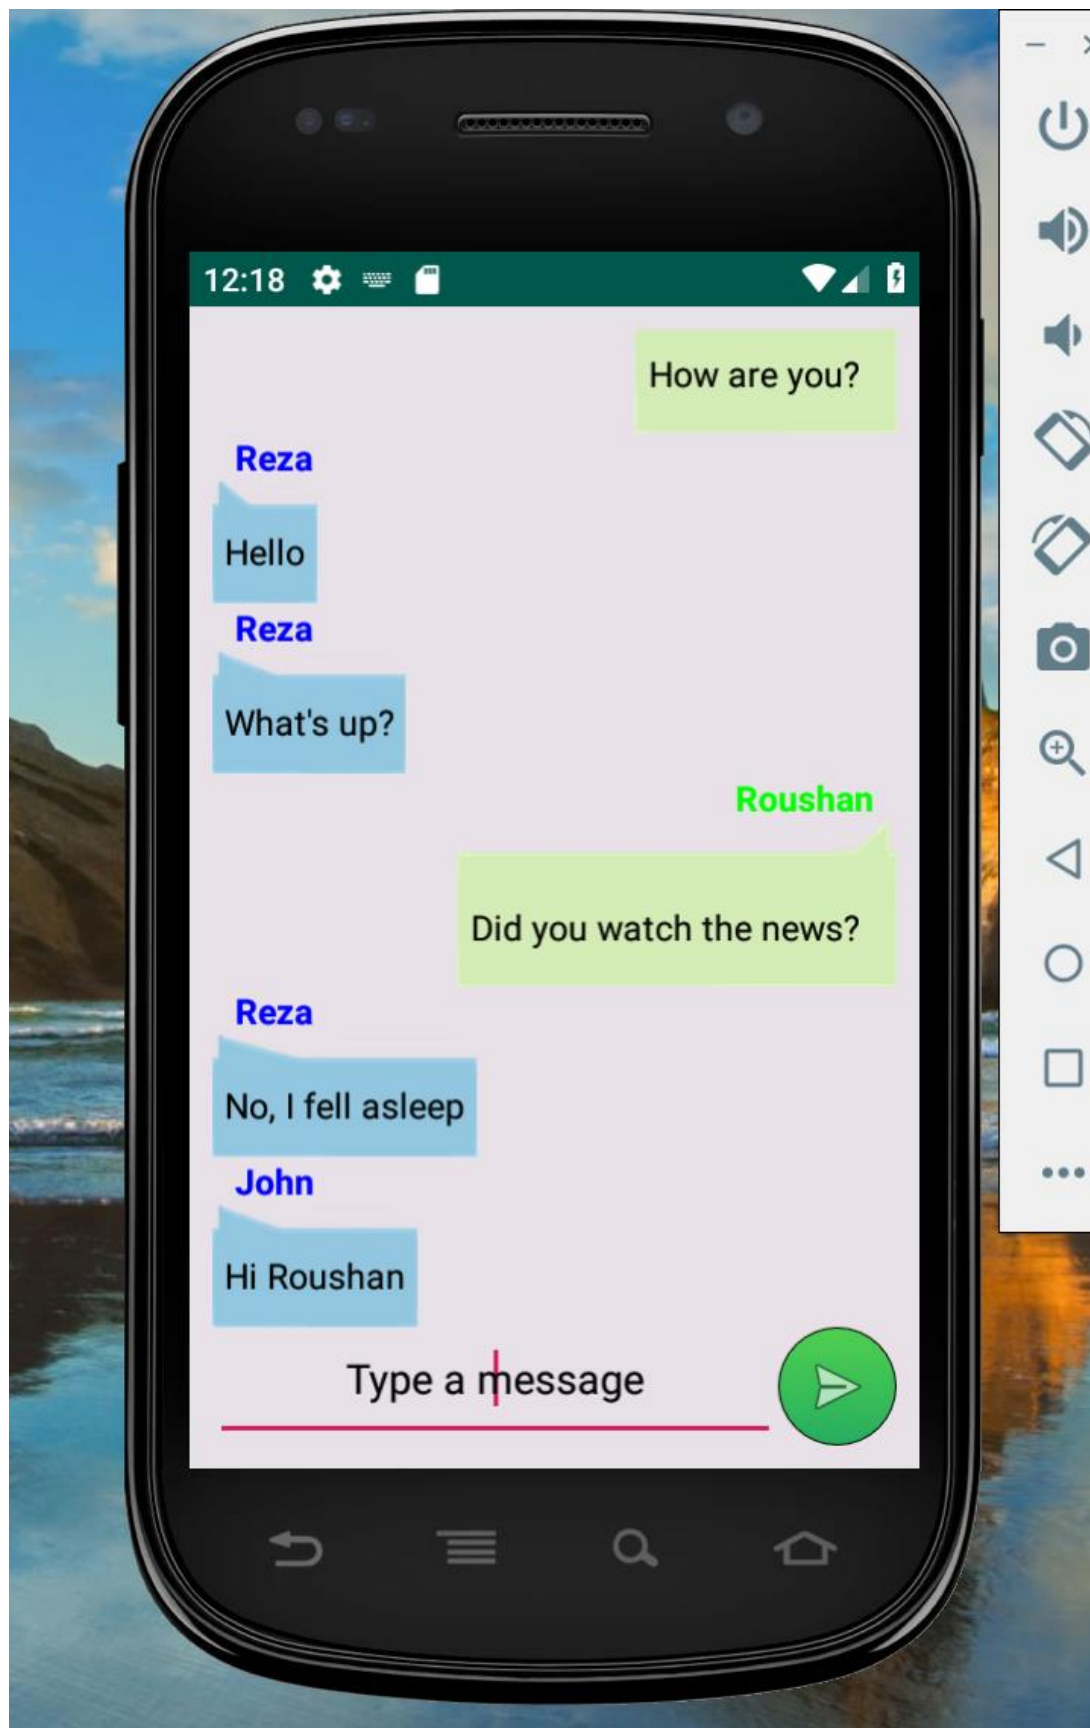 12:18
How are you?
Reza
Hello
Reza
What's up?
Roushan
Did you watch the news?
Reza
No, I fell asleep
John
Hi Roushan
Type a message